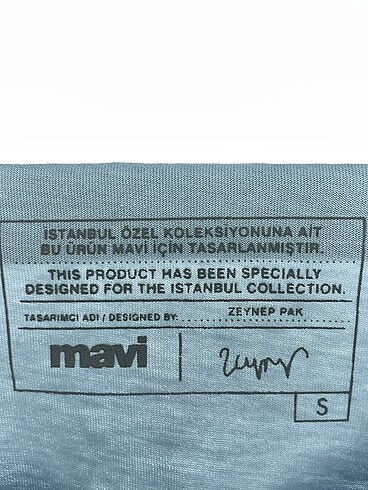 İSTANBUL ÖZEL KOLEKSİYONUNA AİT
BU ÜRÜN MAVİ İÇİN TASARLANMIŞTIR.
THIS PRODUCT HAS BEEN SPECIALLY
DESIGNED FOR THE ISTANBUL COLLECTION.
TASARIMCI ADI / DESIGNED BY: ZEYNEP PAK
mavi
S